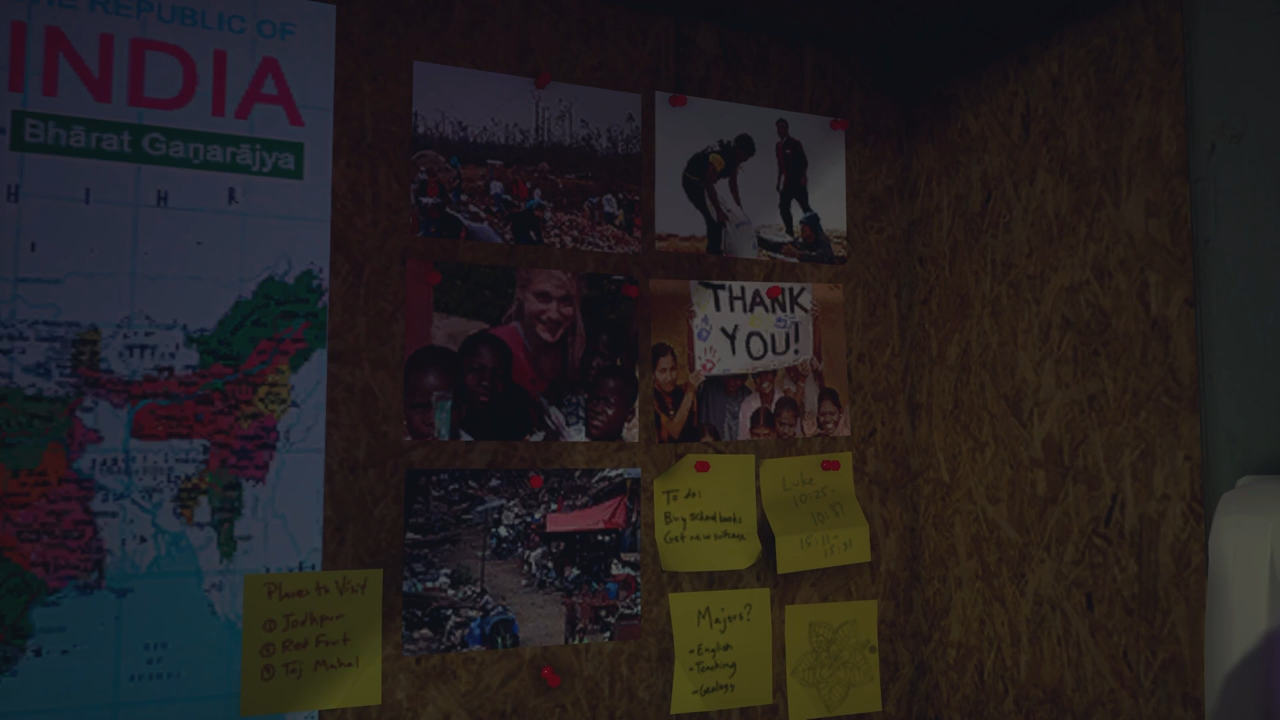 THE REPUBLIC OF
INDIA
Bhārat Gaṇarājya
THANK
YOU!
To do:
Buy school books
Get new suitcase
Luke
10:25-
10:37
15:11-
15:31
Places to Visit
① Jodhpur
② Red Fort
③ Taj Mahal
Majors?
- English
- Teaching
- Geology